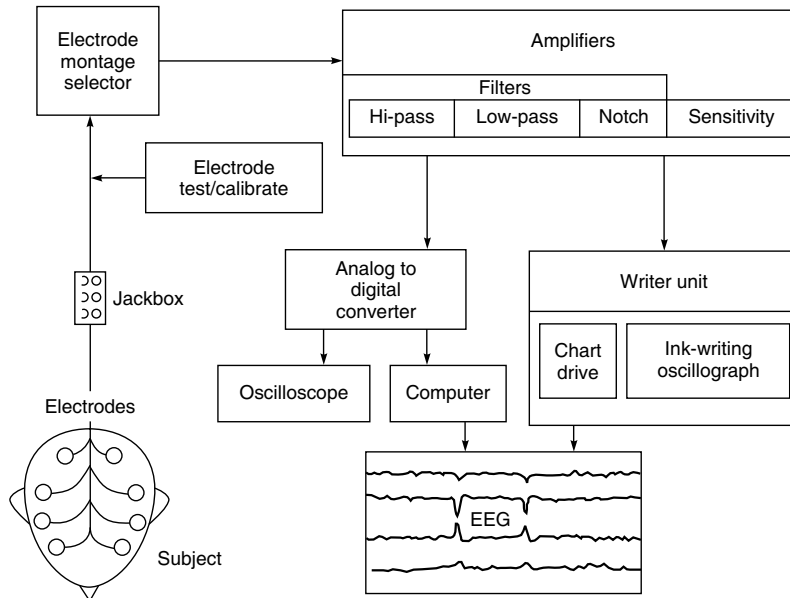 Electrode
montage
selector
Amplifiers
Filters
Hi-pass
Low-pass
Notch
Sensitivity
Electrode
test/calibrate
Jackbox
Analog to
digital
converter
Writer unit
Chart
drive
Ink-writing
oscillograph
Oscilloscope
Computer
Electrodes
EEG
Subject